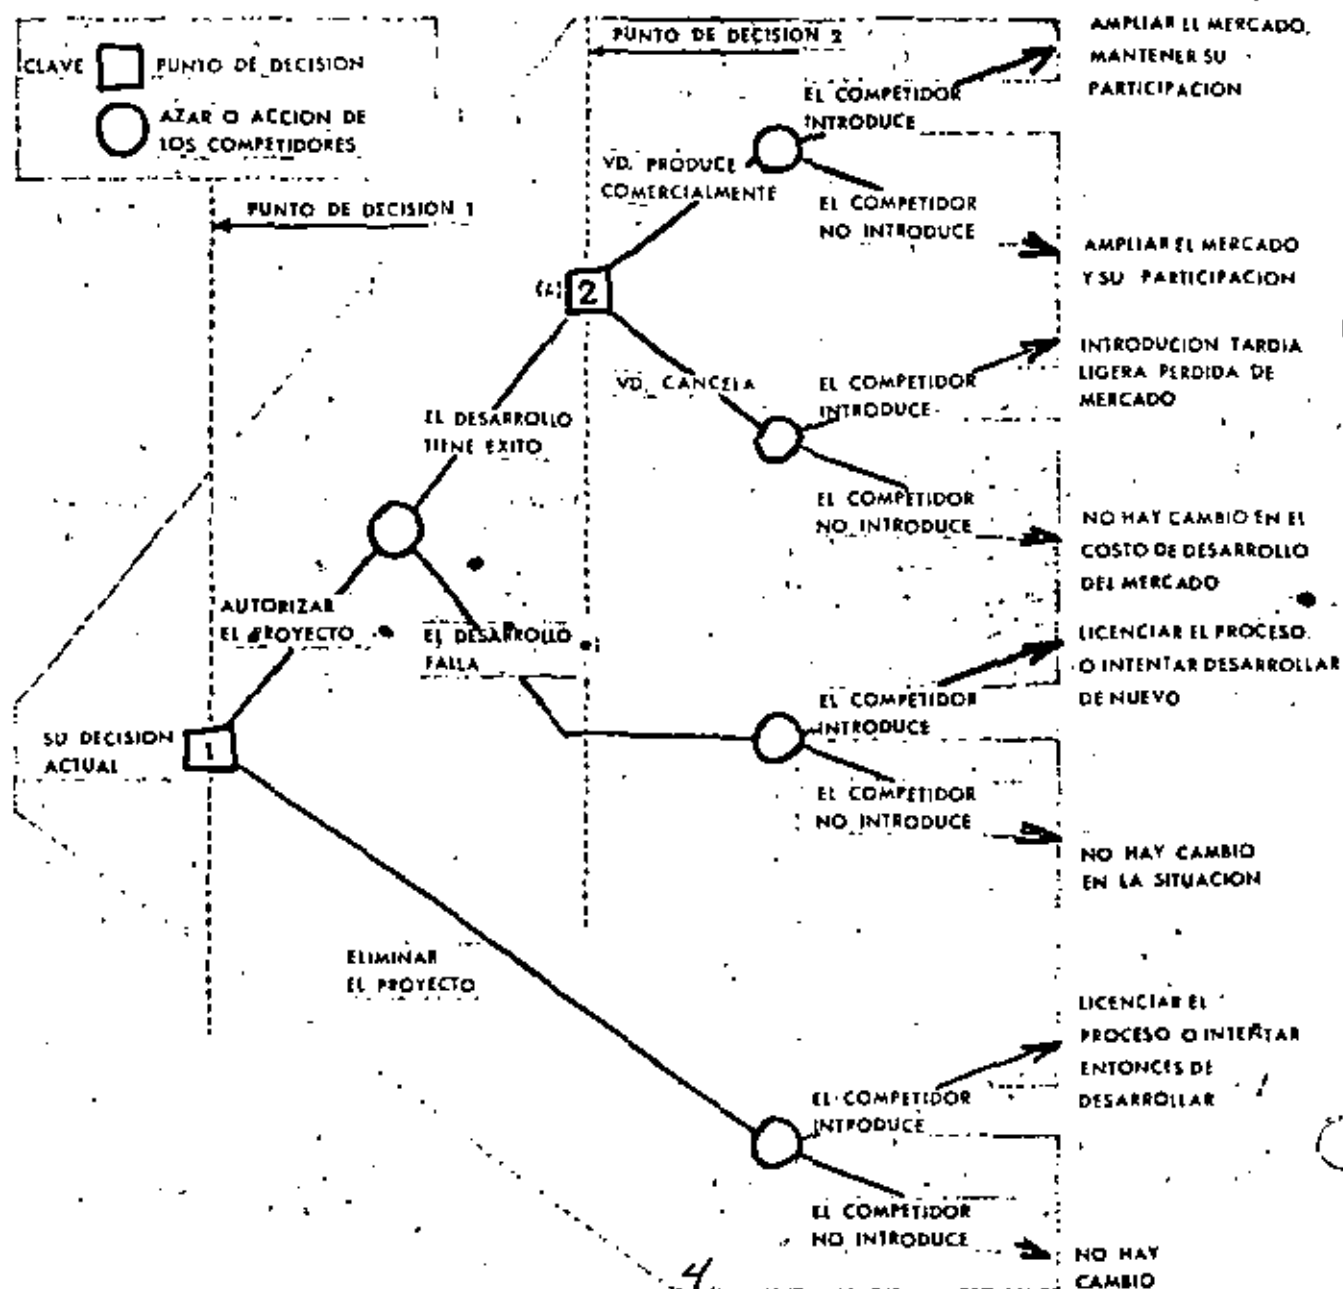 CLAVE
PUNTO DE DECISION
AZAR O ACCION DE
LOS COMPETIDORES
PUNTO DE DECISION 1
PUNTO DE DECISION 2
EL COMPETIDOR
INTRODUCE
AMPLIAR EL MERCADO,
MANTENER SU
PARTICIPACION
VD. PRODUCE
COMERCIALMENTE
EL COMPETIDOR
NO INTRODUCE
AMPLIAR EL MERCADO
Y SU PARTICIPACION
2
VD. CANCELA
EL COMPETIDOR
INTRODUCE
INTRODUCION TARDIA
LIGERA PERDIDA DE
MERCADO
EL DESARROLLO
TIENE EXITO
EL COMPETIDOR
NO INTRODUCE
NO HAY CAMBIO EN EL
COSTO DE DESARROLLO
DEL MERCADO
AUTORIZAR
EL PROYECTO
EL DESARROLLO
FALLA
EL COMPETIDOR
INTRODUCE
LICENCIAR EL PROCESO
O INTENTAR DESARROLLAR
DE NUEVO
SU DECISION
ACTUAL
1
EL COMPETIDOR
NO INTRODUCE
NO HAY CAMBIO
EN LA SITUACION
ELIMINAR
EL PROYECTO
EL COMPETIDOR
INTRODUCE
LICENCIAR EL
PROCESO O INTENTAR
ENTONCES DE
DESARROLLAR
EL COMPETIDOR
NO INTRODUCE
NO HAY
CAMBIO
4